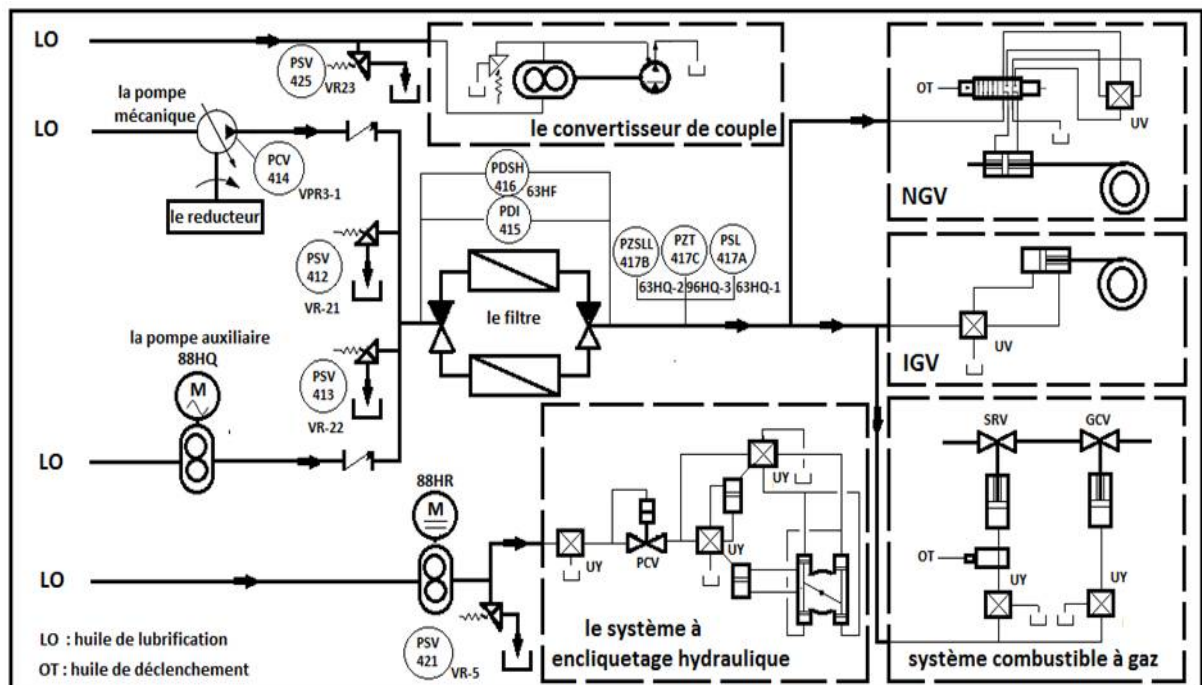 LO
PSV
425
VR23
le convertisseur de couple
la pompe
mécanique
LO
PCV
414
VPR3-1
le reducteur
PDSH
416
63HF
PDI
415
PSV
412
VR-21
PZSLL
417B
PZT
417C
PSL
417A
63HQ-2
96HQ-3
63HQ-1
le filtre
la pompe auxiliaire
88HQ
M
PSV
413
VR-22
LO
OT
UV
NGV
UV
IGV
88HR
M
LO
PSV
421
VR-5
UY
PCV
UY
UY
le système à
encliquetage hydraulique
SRV
GCV
OT
UY
UY
système combustible à gaz
LO : huile de lubrification
OT : huile de déclenchement